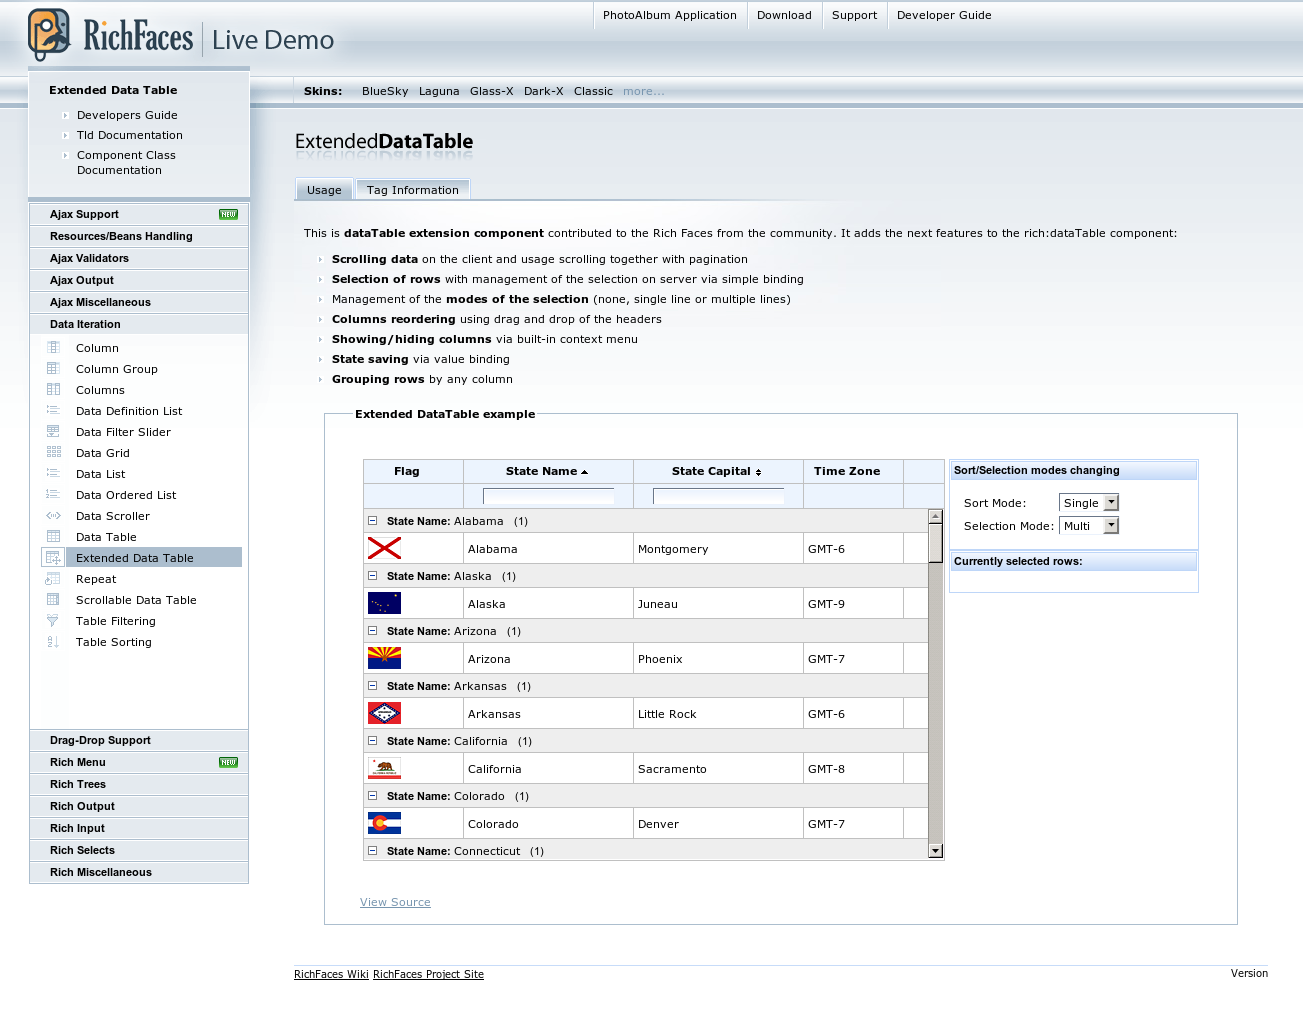 PhotoAlbum Application Download Support Developer Guide
RichFaces Live Demo
Skins: BlueSky Laguna Glass-X Dark-X Classic more...
Extended Data Table
Developers Guide
Tld Documentation
Component Class
Documentation
Ajax Support NEW
Resources/Beans Handling
Ajax Validators
Ajax Output
Ajax Miscellaneous
Data Iteration
Column
Column Group
Columns
Data Definition List
Data Filter Slider
Data Grid
Data List
Data Ordered List
Data Scroller
Data Table
Extended Data Table
Repeat
Scrollable Data Table
Table Filtering
Table Sorting
Drag-Drop Support
Rich Menu NEW
Rich Trees
Rich Output
Rich Input
Rich Selects
Rich Miscellaneous
ExtendedDataTable
Usage Tag Information
This is dataTable extension component contributed to the Rich Faces from the community. It adds the next features to the rich:dataTable component:
Scrolling data on the client and usage scrolling together with pagination
Selection of rows with management of the selection on server via simple binding
Management of the modes of the selection (none, single line or multiple lines)
Columns reordering using drag and drop of the headers
Showing/hiding columns via built-in context menu
State saving via value binding
Grouping rows by any column
Extended DataTable example
Flag State Name State Capital Time Zone
State Name: Alabama (1)
Alabama Montgomery GMT-6
State Name: Alaska (1)
Alaska Juneau GMT-9
State Name: Arizona (1)
Arizona Phoenix GMT-7
State Name: Arkansas (1)
Arkansas Little Rock GMT-6
State Name: California (1)
California Sacramento GMT-8
State Name: Colorado (1)
Colorado Denver GMT-7
State Name: Connecticut (1)
Sort/Selection modes changing
Sort Mode: Single
Selection Mode: Multi
Currently selected rows:
View Source
RichFaces Wiki RichFaces Project Site Version